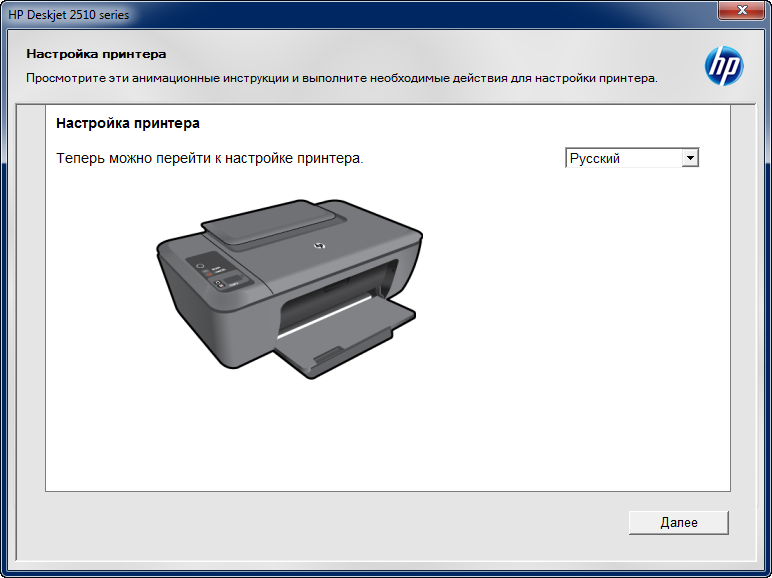 HP Deskjet 2510 series
Настройка принтера
Просмотрите эти анимационные инструкции и выполните необходимые действия для настройки принтера.
hp
Настройка принтера
Теперь можно перейти к настройке принтера.
Русский
hp
Далее